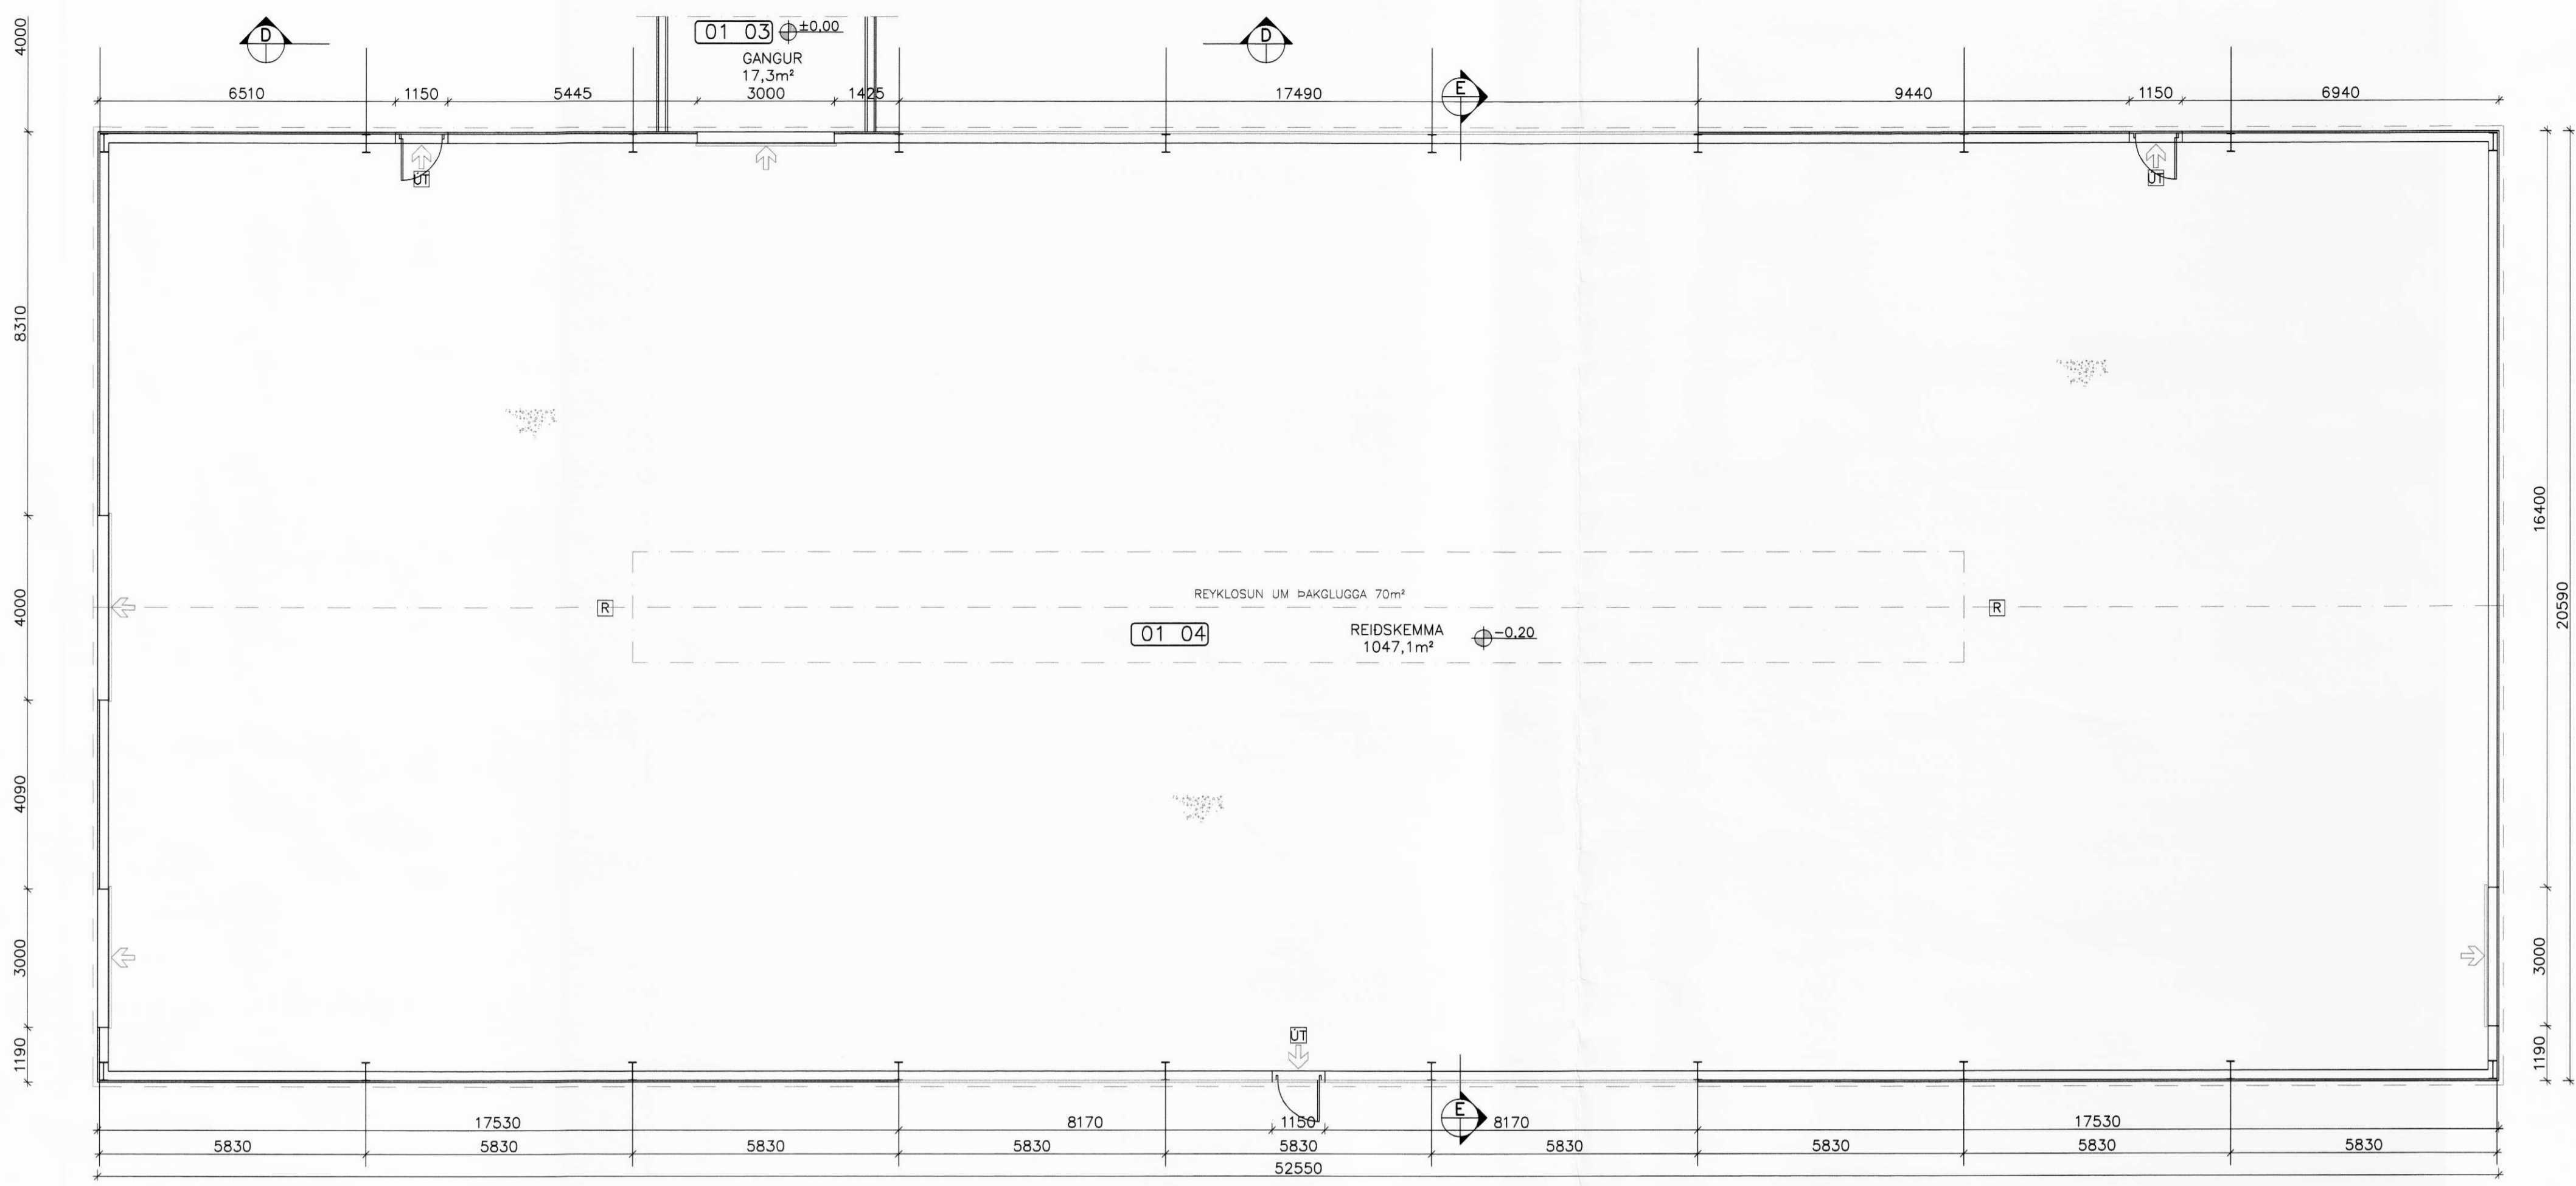 4000
D
01 03
±0.00
GANGUR
17,3m²
D
E
6510
1150
5445
3000
1425
17490
9440
1150
6940
ÚT
ÚT
8310
16400
REYKLOSUN UM ÞAKGLUGGA 70m²
4000
R
R
20590
01 04
REIÐSKEMMA
1047,1m²
-0,20
4090
3000
3000
ÚT
1190
1190
E
17530
8170
1150
8170
17530
5830
5830
5830
5830
5830
5830
5830
5830
5830
52550